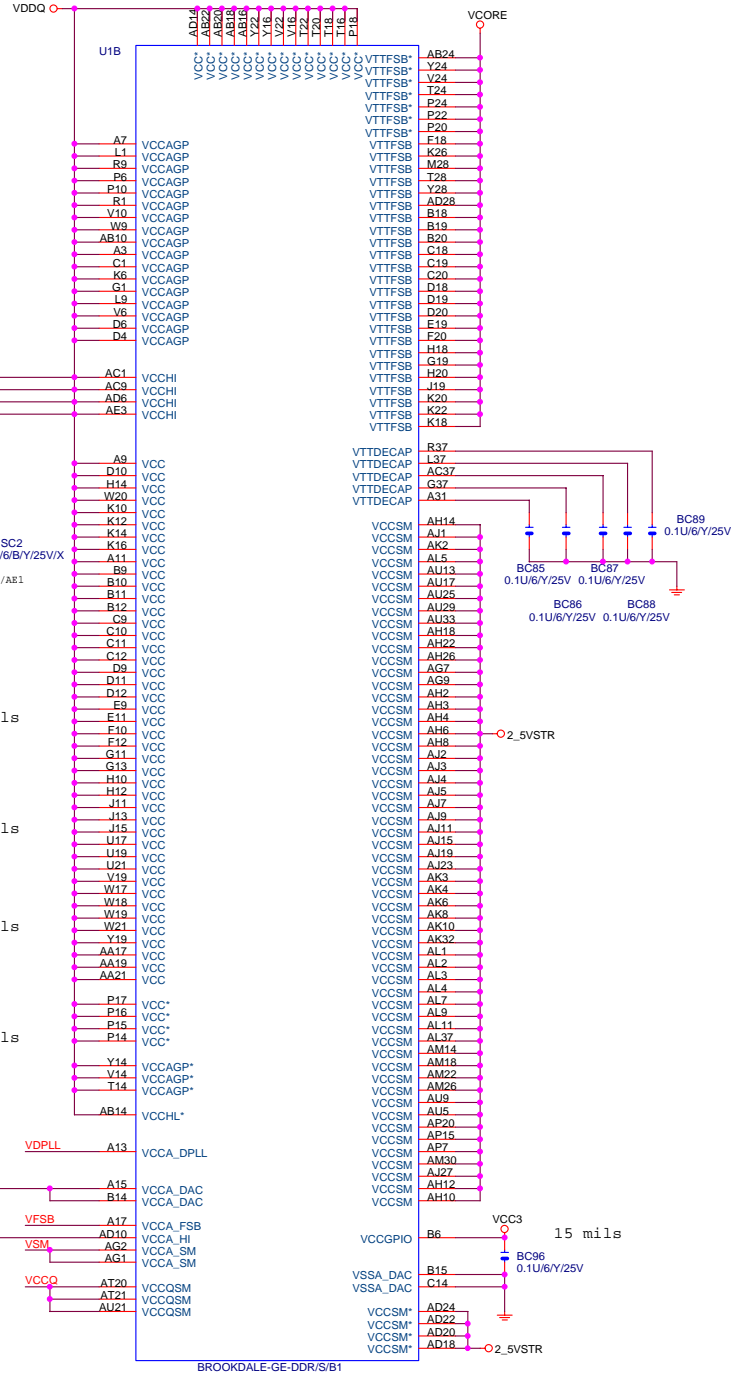 VDDQ
AD14 AB22 AB20 AB18 AB16 Y22 Y16 V22 V16 T22 T20 T18 T16 P18
VCORE
U1B
VCC* VCC* VCC* VCC* VCC* VCC* VCC* VCC* VCC* VCC* VCC* VCC* VCC* VCC*
VTTFSB* AB24
VTTFSB* Y24
VTTFSB* V24
VTTFSB* T24
VTTFSB* P24
VTTFSB* P22
VTTFSB* P20
VTTFSB F18
VTTFSB K26
VTTFSB M28
VTTFSB T28
VTTFSB Y28
VTTFSB AD28
VTTFSB B18
VTTFSB B19
VTTFSB B20
VTTFSB C18
VTTFSB C19
VTTFSB C20
VTTFSB D18
VTTFSB D19
VTTFSB D20
VTTFSB E19
VTTFSB F20
VTTFSB H18
VTTFSB G19
VTTFSB H20
VTTFSB J19
VTTFSB K20
VTTFSB K22
VTTFSB K18
A7 VCCAGP
L1 VCCAGP
R9 VCCAGP
P6 VCCAGP
P10 VCCAGP
R1 VCCAGP
V10 VCCAGP
W9 VCCAGP
AB10 VCCAGP
A3 VCCAGP
C1 VCCAGP
K6 VCCAGP
G1 VCCAGP
L9 VCCAGP
V6 VCCAGP
D6 VCCAGP
D4 VCCAGP
AC1 VCCHI
AC9 VCCHI
AD6 VCCHI
AE3 VCCHI
VTTDECAP R37
VTTDECAP L37
VTTDECAP AC37
VTTDECAP G37
VTTDECAP A31
BC89
0.1U/6/Y/25V
BC85
0.1U/6/Y/25V
BC87
0.1U/6/Y/25V
BC86
0.1U/6/Y/25V
BC88
0.1U/6/Y/25V
SC2
/6/B/Y/25V/X
/AE1
ls
ls
ls
ls
A9 VCC
D10 VCC
H14 VCC
W20 VCC
K10 VCC
K12 VCC
K14 VCC
K16 VCC
A11 VCC
B9 VCC
B10 VCC
B11 VCC
B12 VCC
C9 VCC
C10 VCC
C11 VCC
C12 VCC
D9 VCC
D11 VCC
D12 VCC
E9 VCC
E11 VCC
F10 VCC
F12 VCC
G11 VCC
G13 VCC
H10 VCC
H12 VCC
J11 VCC
J13 VCC
J15 VCC
U17 VCC
U19 VCC
U21 VCC
V19 VCC
W17 VCC
W18 VCC
W19 VCC
W21 VCC
Y19 VCC
AA17 VCC
AA19 VCC
AA21 VCC
P17 VCC*
P16 VCC*
P15 VCC*
P14 VCC*
Y14 VCCAGP*
V14 VCCAGP*
T14 VCCAGP*
AB14 VCCHL*
VDPLL A13 VCCA_DPLL
A15 VCCA_DAC
B14 VCCA_DAC
VFSB A17 VCCA_FSB
AD10 VCCA_HI
VSM AG2 VCCA_SM
AG1 VCCA_SM
VCCQ AT20 VCCQSM
AT21 VCCQSM
AU21 VCCQSM
VCCSM AH14
VCCSM AJ1
VCCSM AK2
VCCSM AL5
VCCSM AU13
VCCSM AU17
VCCSM AU25
VCCSM AU29
VCCSM AU33
VCCSM AH18
VCCSM AH22
VCCSM AH26
VCCSM AG7
VCCSM AG9
VCCSM AH2
VCCSM AH3
VCCSM AH4
VCCSM AH6
2_5VSTR
VCCSM AH8
VCCSM AJ2
VCCSM AJ3
VCCSM AJ4
VCCSM AJ5
VCCSM AJ7
VCCSM AJ9
VCCSM AJ11
VCCSM AJ15
VCCSM AJ19
VCCSM AJ23
VCCSM AK3
VCCSM AK4
VCCSM AK6
VCCSM AK8
VCCSM AK10
VCCSM AK32
VCCSM AL1
VCCSM AL2
VCCSM AL3
VCCSM AL4
VCCSM AL7
VCCSM AL9
VCCSM AL11
VCCSM AL37
VCCSM AM14
VCCSM AM18
VCCSM AM22
VCCSM AM26
VCCSM AU9
VCCSM AU5
VCCSM AP20
VCCSM AP15
VCCSM AP7
VCCSM AM30
VCCSM AJ27
VCCSM AH12
VCCSM AH10
VCC3
15 mils
VCCGPIO B6
BC96
0.1U/6/Y/25V
VSSA_DAC B15
VSSA_DAC C14
VCCSM* AD24
VCCSM* AD22
VCCSM* AD20
VCCSM* AD18
2_5VSTR
BROOKDALE-GE-DDR/S/B1